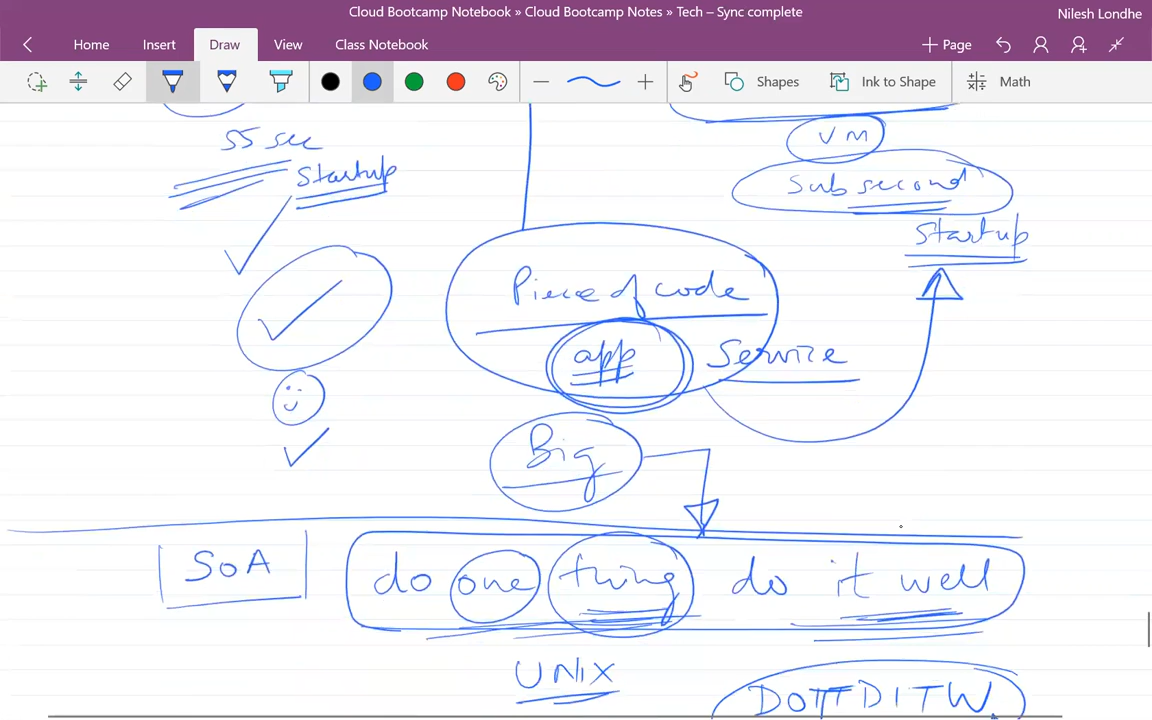 Cloud Bootcamp Notebook » Cloud Bootcamp Notes » Tech – Sync complete
Nilesh Londhe
Home Insert Draw View Class Notebook Page
Shapes Ink to Shape Math
55 sec
Startup
VM
Sub second
Startup
Piece of code
app Service
Big
SOA do one thing do it well
UNIX
DOTTDITW